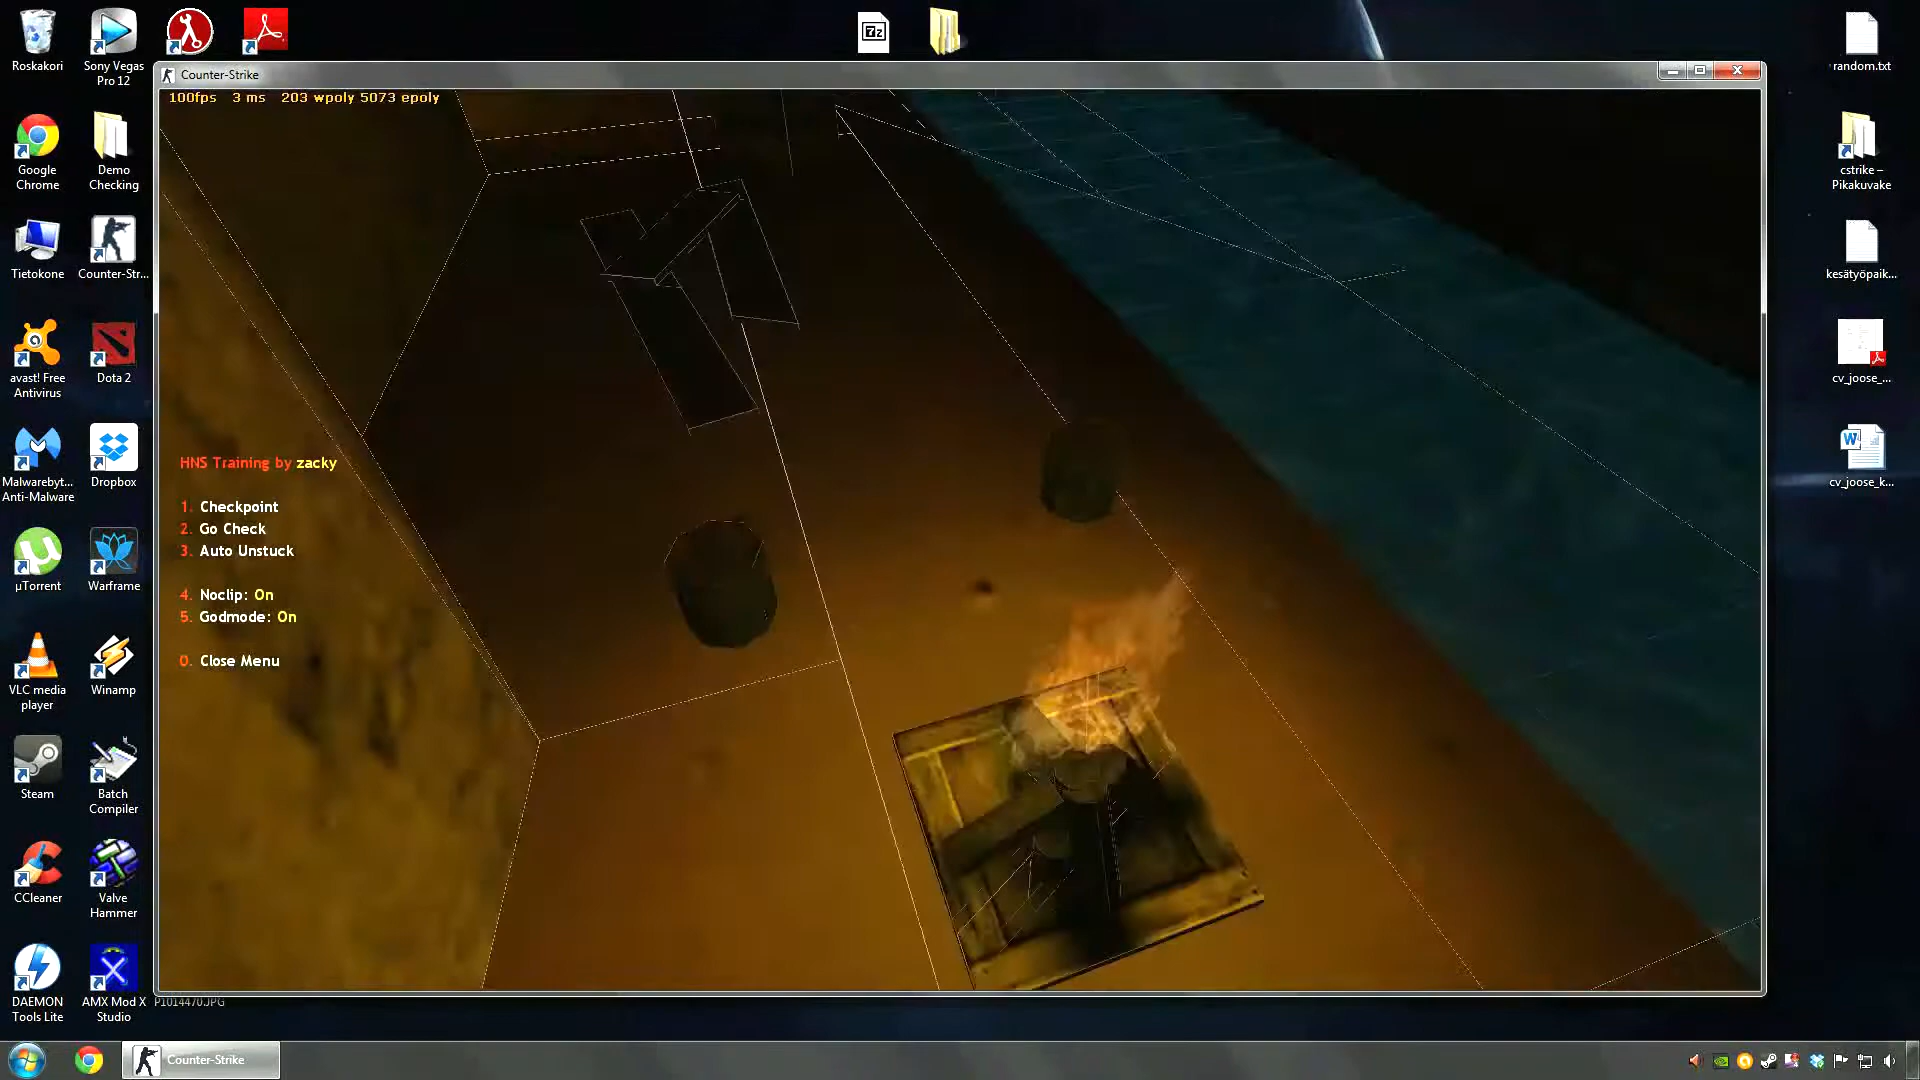 Roskakori
Sony Vegas
Pro 12
random.txt
Counter-Strike
100fps 3 ms 203 wpoly 5073 epoly
Google
Chrome
Demo
Checking
cstrike –
Pikakuvake
Tietokone
Counter-Str...
kesätyöpaik...
avast! Free
Antivirus
Dota 2
cv_joose_...
HNS Training by zacky
1. Checkpoint
2. Go Check
3. Auto Unstuck
4. Noclip: On
5. Godmode: On
0. Close Menu
Malwarebyt...
Anti-Malware
Dropbox
cv_joose_k...
µTorrent
Warframe
VLC media
player
Winamp
Steam
Batch
Compiler
CCleaner
Valve
Hammer
DAEMON
Tools Lite
AMX Mod X
Studio
P1014470.JPG
Counter-Strike
7z